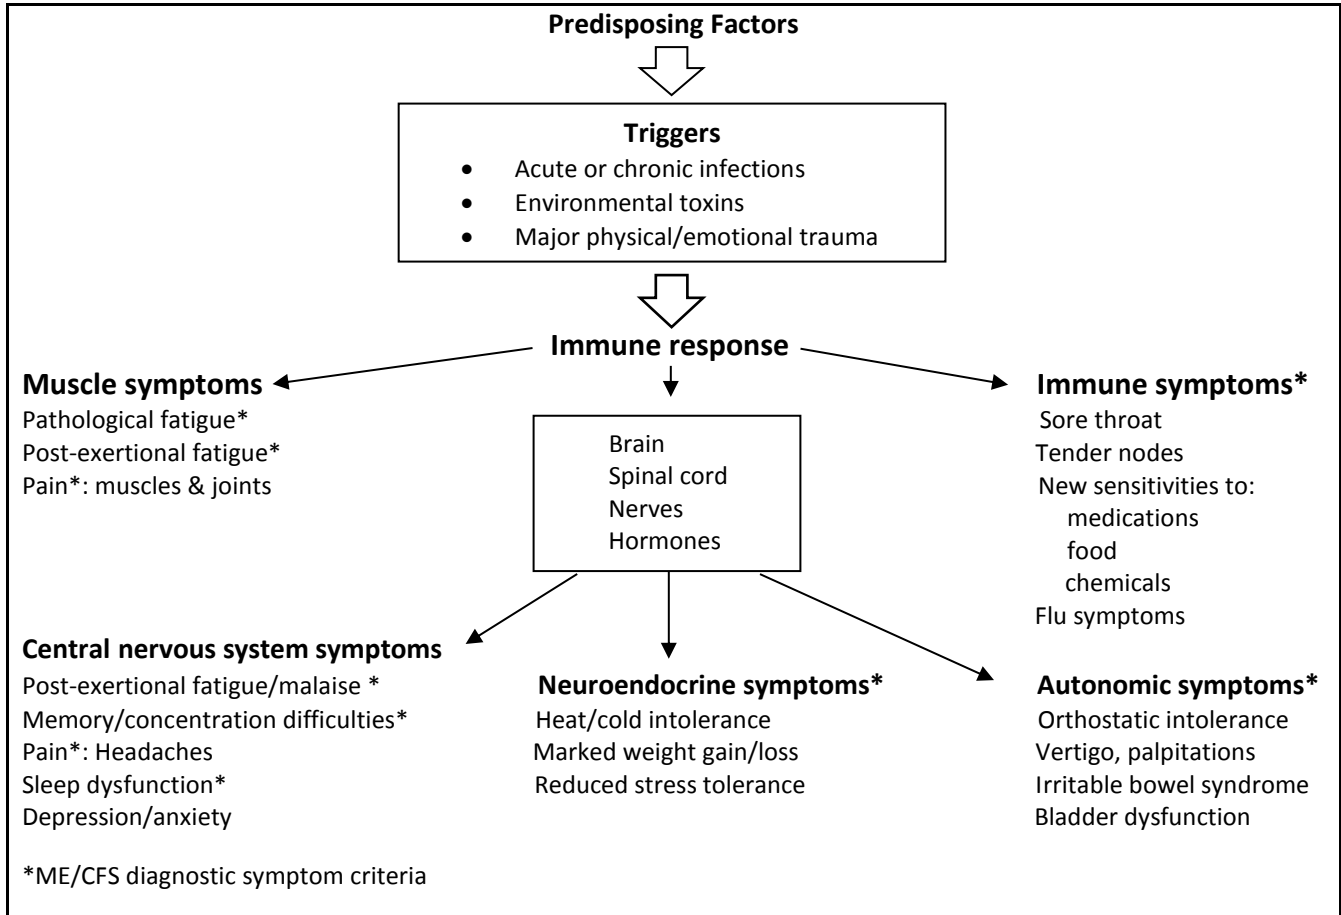 Predisposing Factors
Triggers
• Acute or chronic infections
• Environmental toxins
• Major physical/emotional trauma
Immune response
Muscle symptoms
Pathological fatigue*
Post-exertional fatigue*
Pain*: muscles & joints
Brain
Spinal cord
Nerves
Hormones
Immune symptoms*
Sore throat
Tender nodes
New sensitivities to:
medications
food
chemicals
Flu symptoms
Central nervous system symptoms
Post-exertional fatigue/malaise *
Memory/concentration difficulties*
Pain*: Headaches
Sleep dysfunction*
Depression/anxiety
Neuroendocrine symptoms*
Heat/cold intolerance
Marked weight gain/loss
Reduced stress tolerance
Autonomic symptoms*
Orthostatic intolerance
Vertigo, palpitations
Irritable bowel syndrome
Bladder dysfunction
*ME/CFS diagnostic symptom criteria